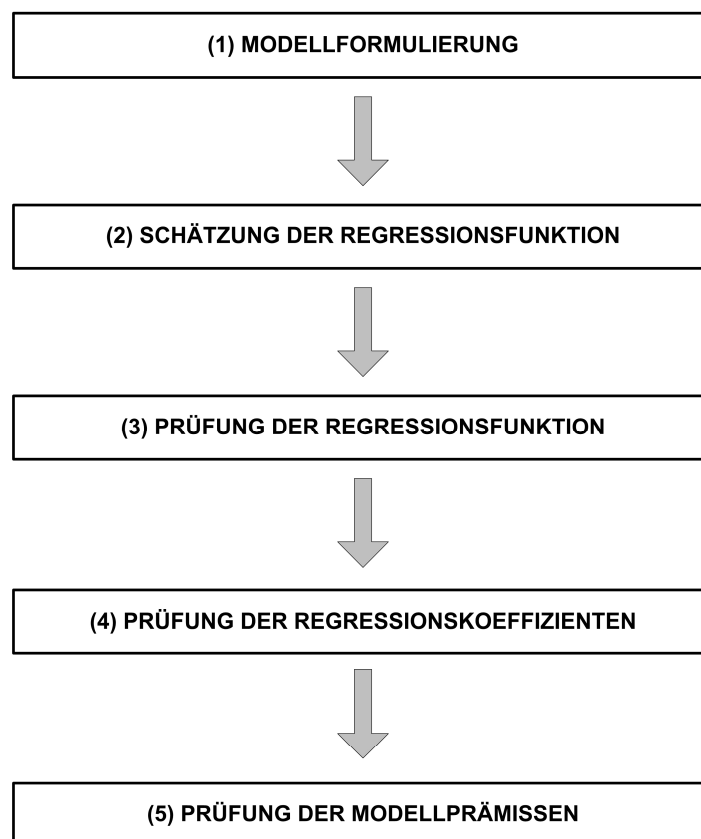 (1) MODELLFORMULIERUNG
(2) SCHÄTZUNG DER REGRESSIONSFUNKTION
(3) PRÜFUNG DER REGRESSIONSFUNKTION
(4) PRÜFUNG DER REGRESSIONSKOEFFIZIENTEN
(5) PRÜFUNG DER MODELLPRÄMISSEN